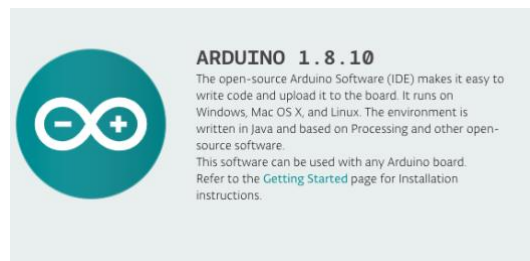 ARDUINO 1.8.10
The open-source Arduino Software (IDE) makes it easy to
write code and upload it to the board. It runs on
Windows, Mac OS X, and Linux. The environment is
written in Java and based on Processing and other open-
source software.
This software can be used with any Arduino board.
Refer to the Getting Started page for Installation
instructions.